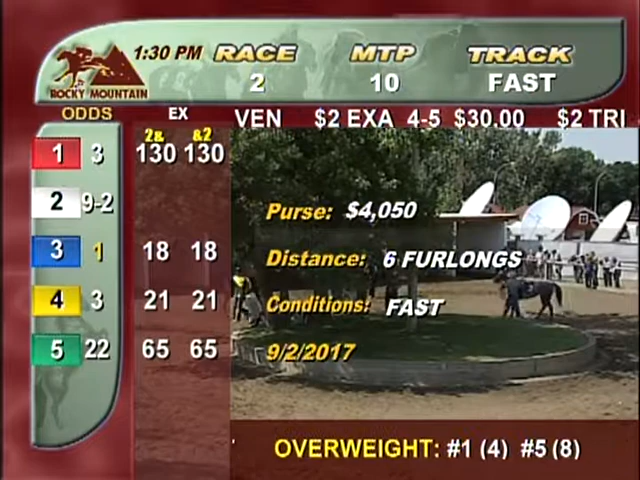 1:30 PM RACE MTP TRACK
2 10 FAST
ROCKY MOUNTAIN
ODDS EX VEN $2 EXA 4-5 $30.00 $2 TRI
2& &2
1 3 130 130
2 9-2
Purse: $4,050
3 1 18 18
Distance: 6 FURLONGS
4 3 21 21
Conditions: FAST
5 22 65 65
9/2/2017
OVERWEIGHT: #1 (4) #5 (8)